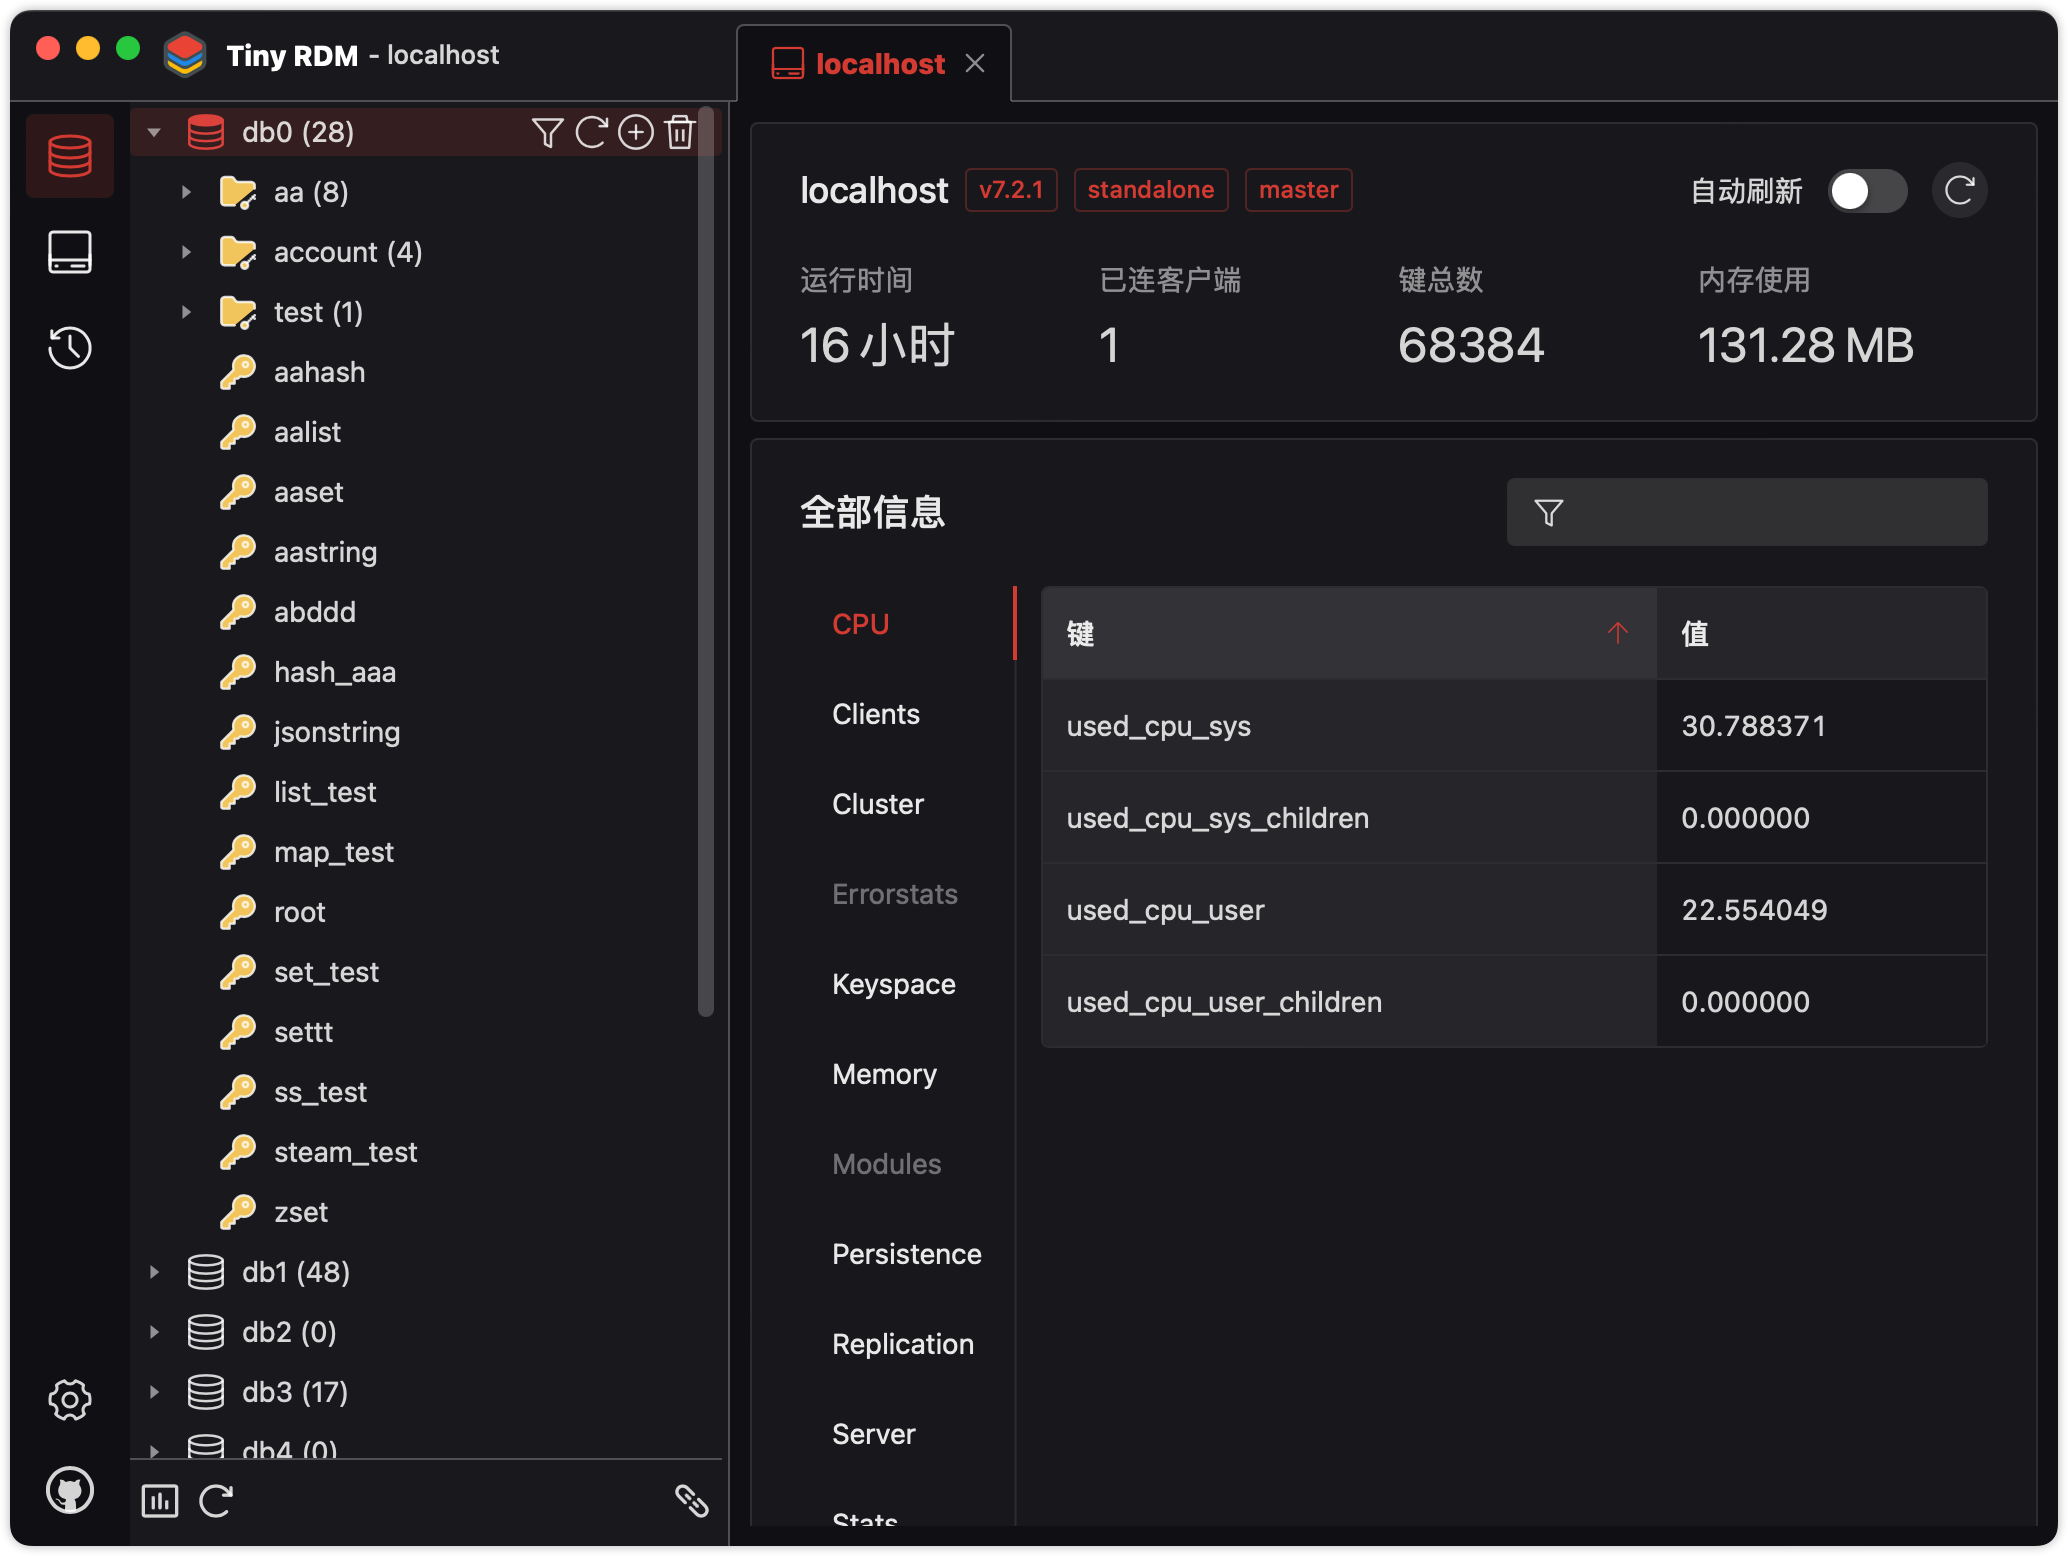 Tiny RDM - localhost
localhost
db0 (28)
aa (8)
account (4)
test (1)
aahash
aalist
aaset
aastring
abddd
hash_aaa
jsonstring
list_test
map_test
root
set_test
settt
ss_test
steam_test
zset
db1 (48)
db2 (0)
db3 (17)
db4 (0)
localhost v7.2.1 standalone master 自动刷新
运行时间 已连客户端 键总数 内存使用
16 小时 1 68384 131.28 MB
全部信息
CPU
Clients
Cluster
Errorstats
Keyspace
Memory
Modules
Persistence
Replication
Server
Stats
键 值
used_cpu_sys 30.788371
used_cpu_sys_children 0.000000
used_cpu_user 22.554049
used_cpu_user_children 0.000000